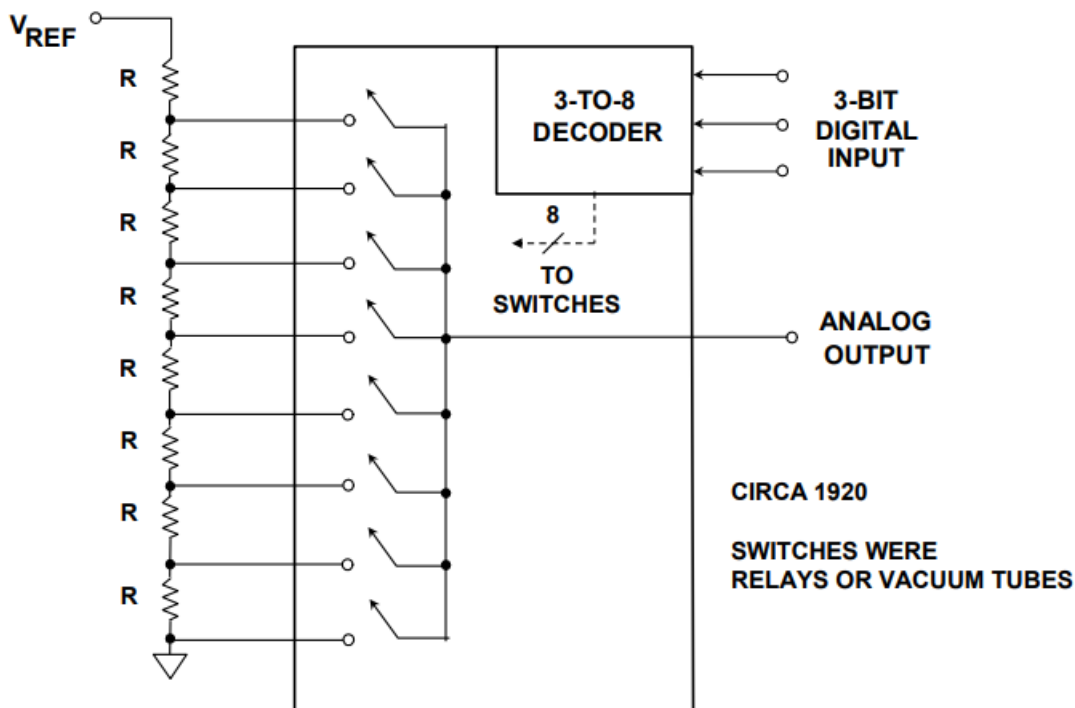 V_REF
R
R
R
R
R
R
R
R
3-TO-8
DECODER
3-BIT
DIGITAL
INPUT
8
TO
SWITCHES
ANALOG
OUTPUT
CIRCA 1920
SWITCHES WERE
RELAYS OR VACUUM TUBES